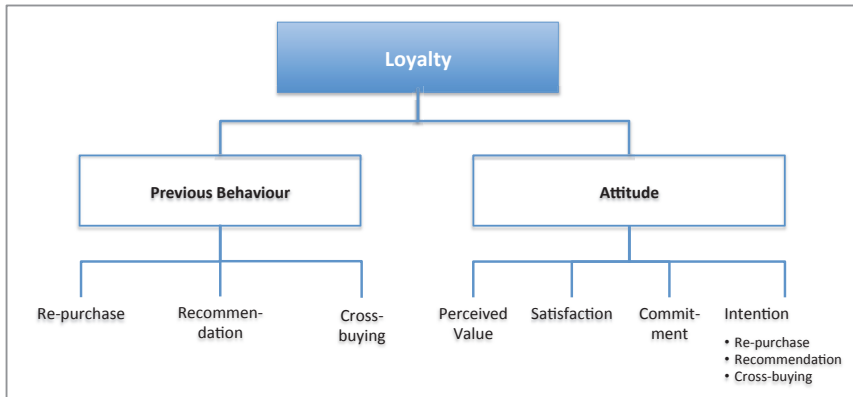 Loyalty
Previous Behaviour
Attitude
Re-purchase
Recommen-
dation
Cross-
buying
Perceived
Value
Satisfaction
Commit-
ment
Intention
• Re-purchase
• Recommendation
• Cross-buying